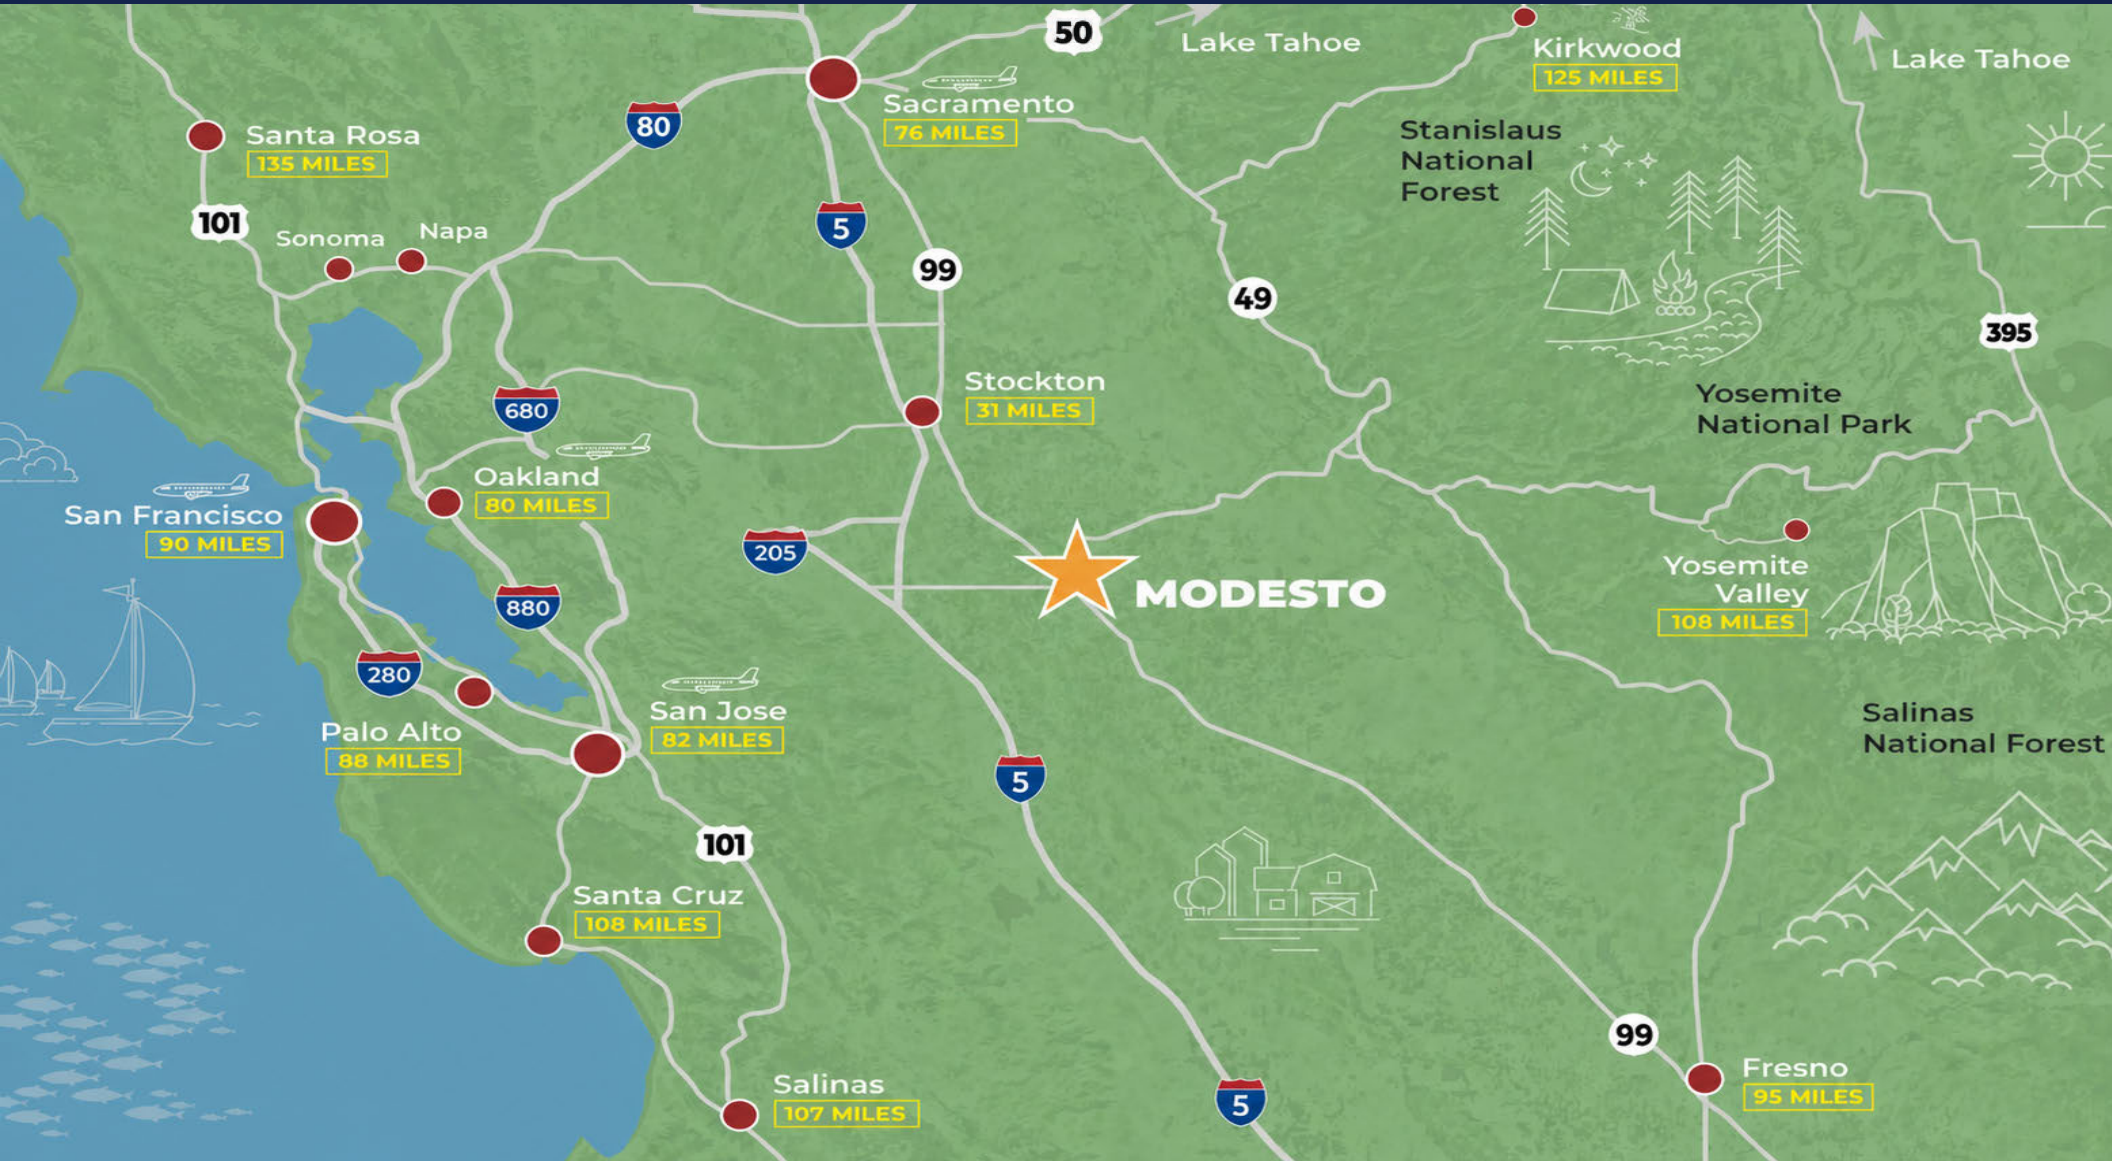 50
Lake Tahoe
Kirkwood
125 MILES
Lake Tahoe
Sacramento
76 MILES
80
Santa Rosa
135 MILES
Stanislaus
National
Forest
101
5
Sonoma
Napa
99
49
395
Stockton
31 MILES
680
Yosemite
National Park
Oakland
80 MILES
San Francisco
90 MILES
205
MODESTO
Yosemite
Valley
108 MILES
880
280
Palo Alto
88 MILES
San Jose
82 MILES
Salinas
National Forest
5
101
Santa Cruz
108 MILES
99
Fresno
95 MILES
Salinas
107 MILES
5